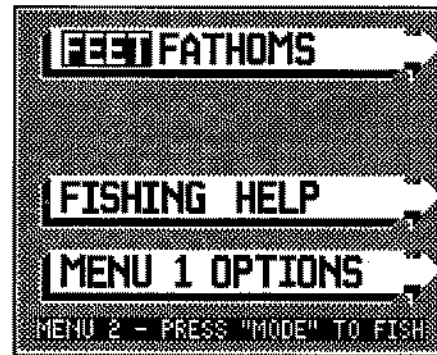 FEET FATHOMS
FISHING HELP
MENU 1 OPTIONS
MENU 2 - PRESS "MODE" TO FISH